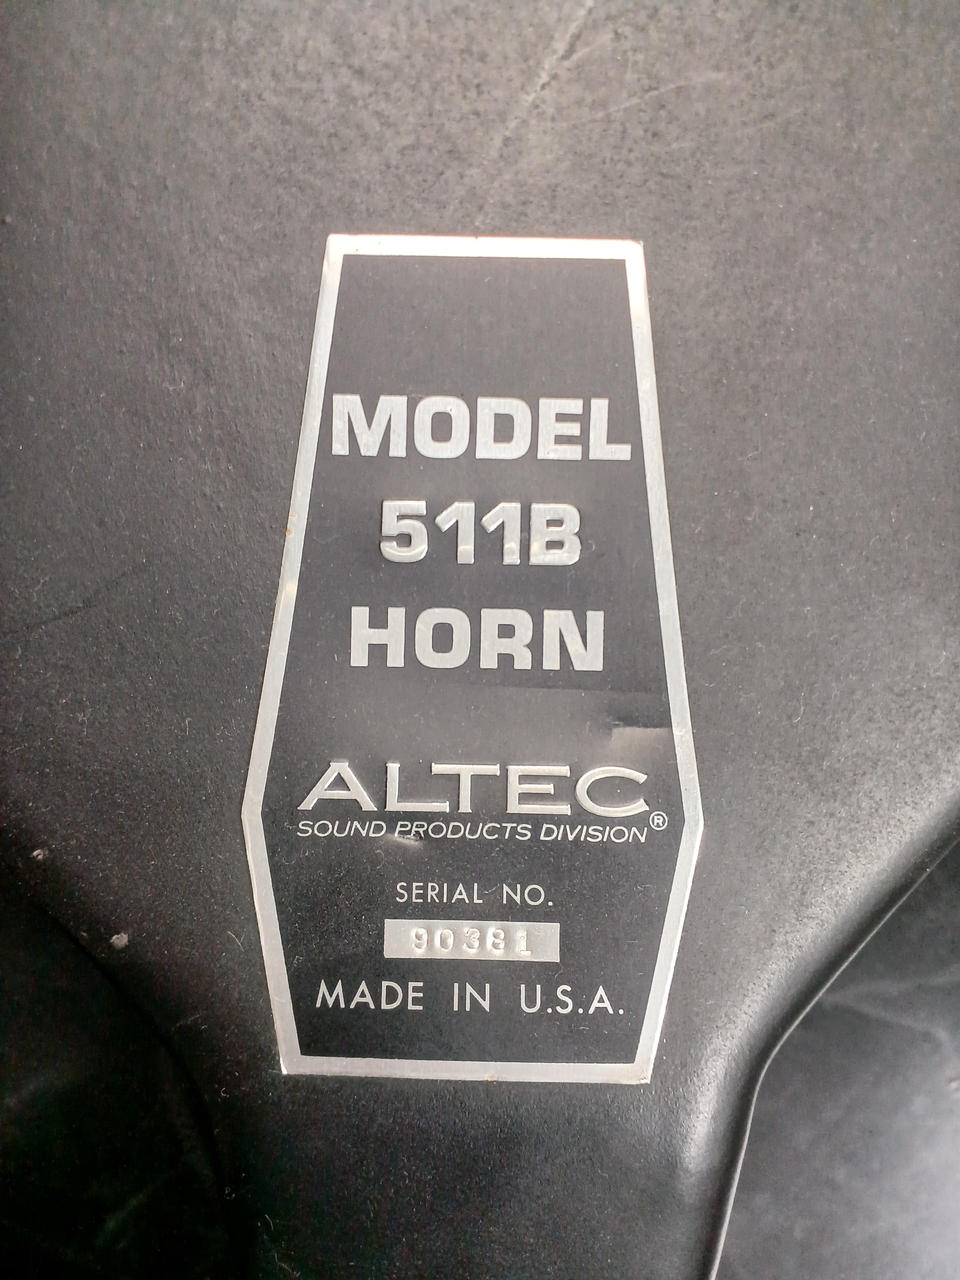 MODEL
511B
HORN
ALTEC
SOUND PRODUCTS DIVISION®
SERIAL NO.
90381
MADE IN U.S.A.